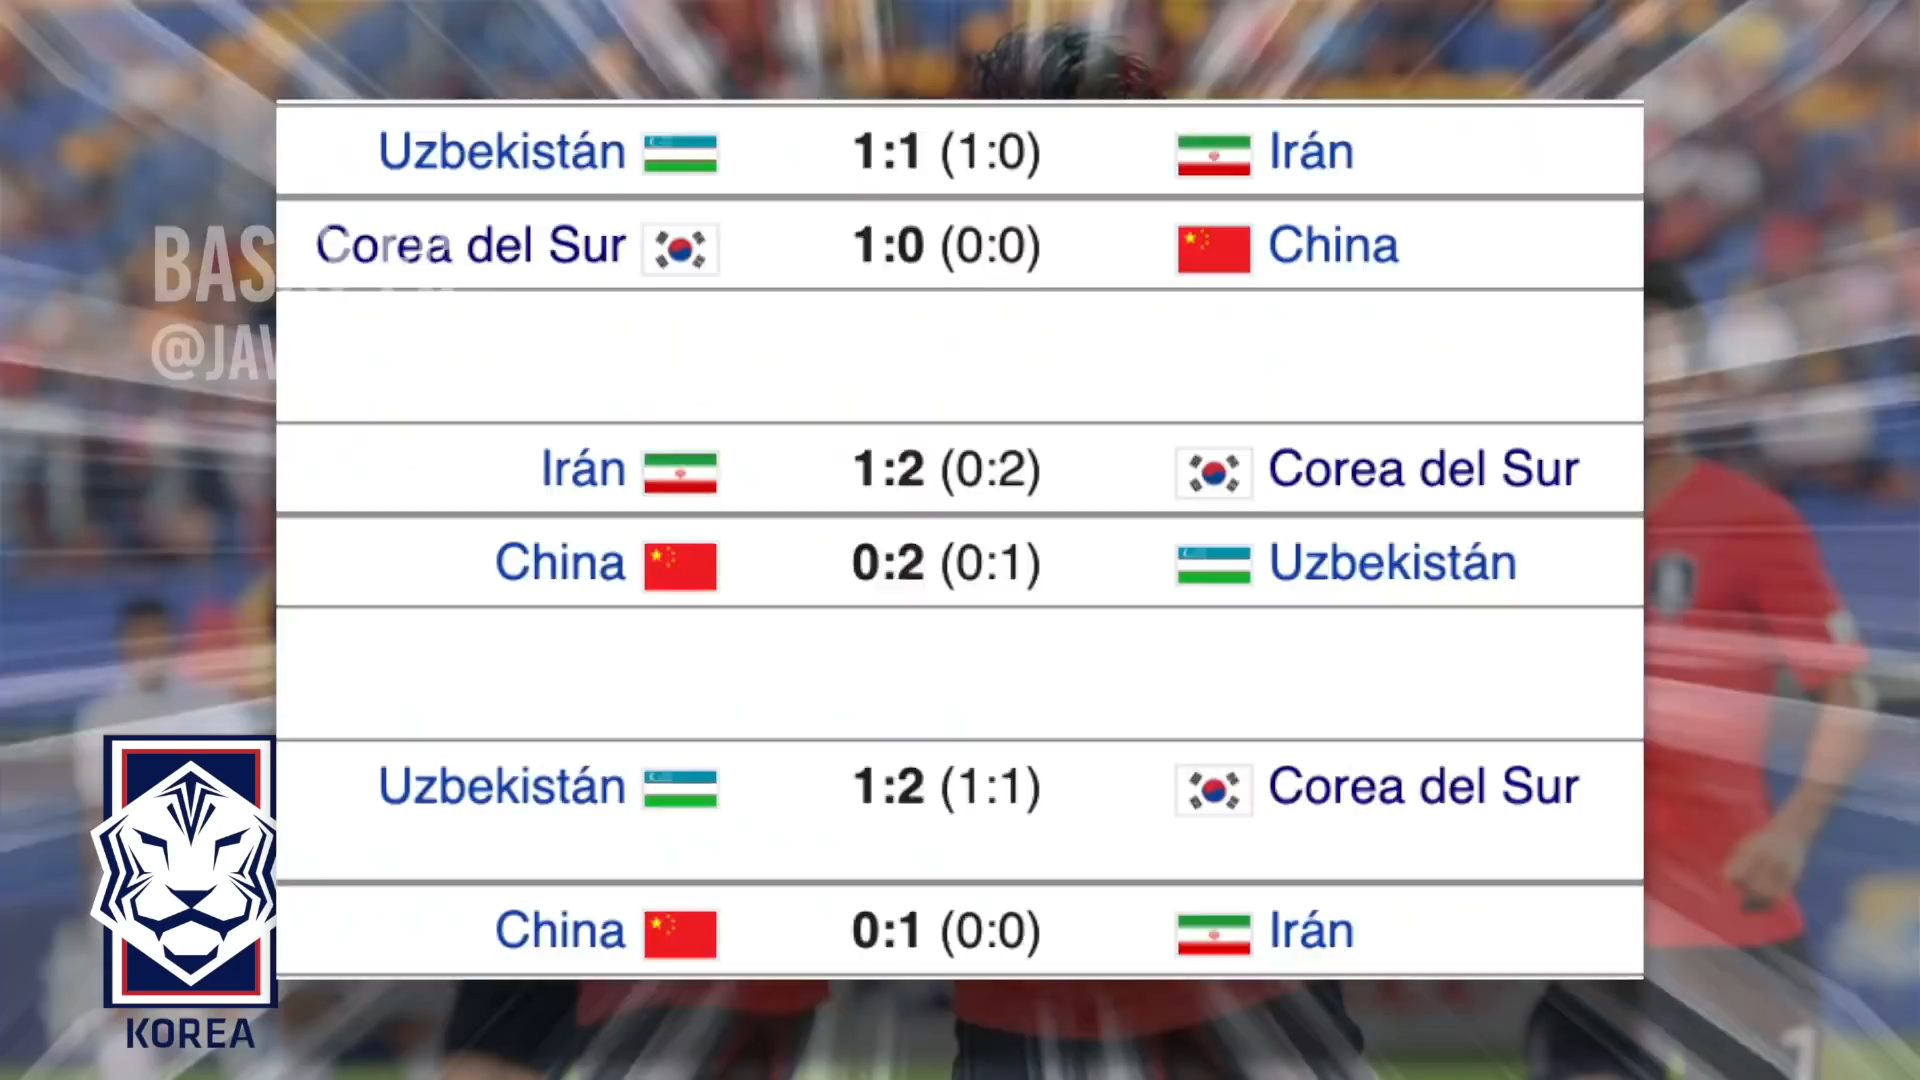 Uzbekistán 1:1 (1:0) Irán
Corea del Sur 1:0 (0:0) China
@JAV
Irán 1:2 (0:2) Corea del Sur
China 0:2 (0:1) Uzbekistán
Uzbekistán 1:2 (1:1) Corea del Sur
China 0:1 (0:0) Irán
KOREA